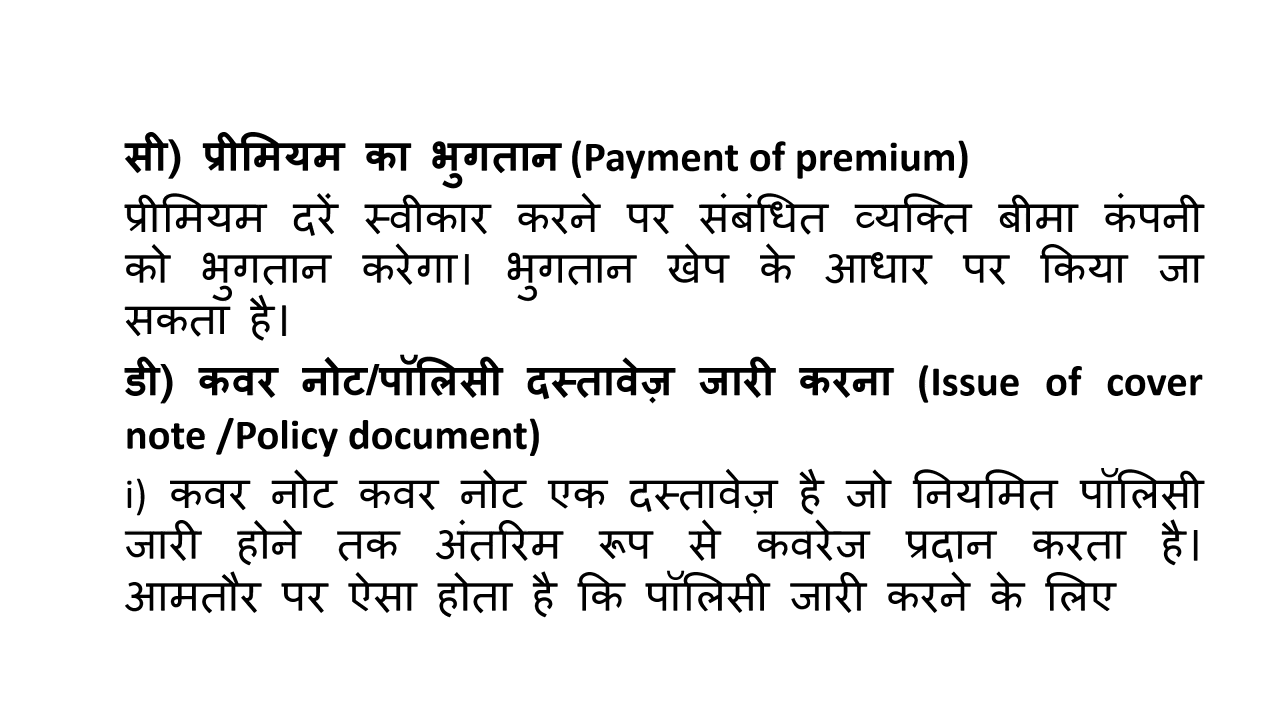 सी) प्रीमियम का भुगतान (Payment of premium)
प्रीमियम दरें स्वीकार करने पर संबंधित व्यक्ति बीमा कंपनी
को भुगतान करेगा। भुगतान खेप के आधार पर किया जा
सकता है।
डी) कवर नोट/पॉलिसी दस्तावेज़ जारी करना (Issue of cover
note /Policy document)
i) कवर नोट कवर नोट एक दस्तावेज़ है जो नियमित पॉलिसी
जारी होने तक अंतरिम रूप से कवरेज प्रदान करता है।
आमतौर पर ऐसा होता है कि पॉलिसी जारी करने के लिए